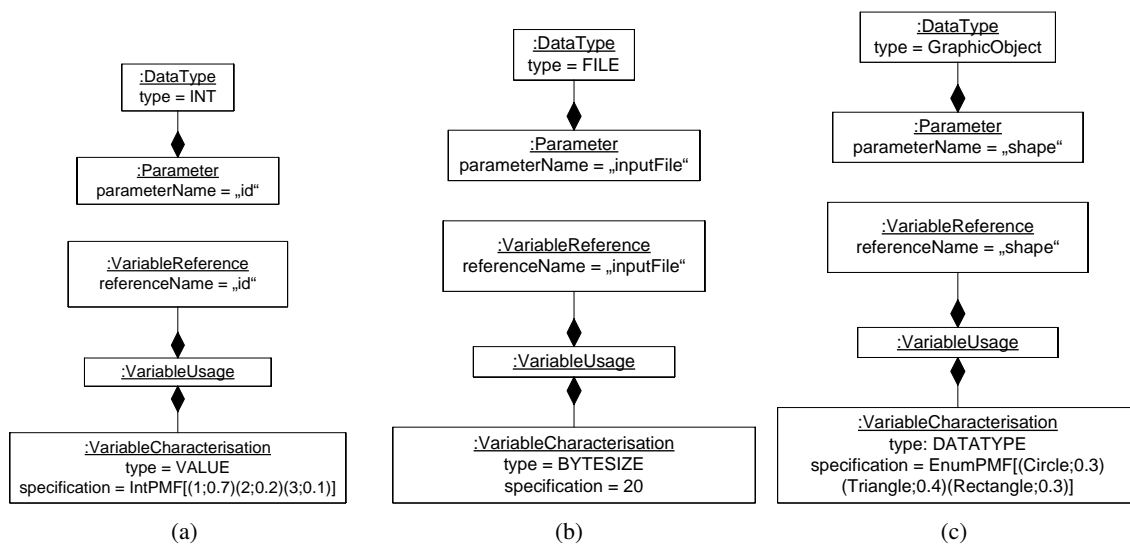 :DataType
type = INT
:Parameter
parameterName = „id“
:VariableReference
referenceName = „id“
:VariableUsage
:VariableCharacterisation
type = VALUE
specification = IntPMF[(1;0.7)(2;0.2)(3;0.1)]
(a)
:DataType
type = FILE
:Parameter
parameterName = „inputFile“
:VariableReference
referenceName = „inputFile“
:VariableUsage
:VariableCharacterisation
type = BYTESIZE
specification = 20
(b)
:DataType
type = GraphicObject
:Parameter
parameterName = „shape“
:VariableReference
referenceName = „shape“
:VariableUsage
:VariableCharacterisation
type: DATATYPE
specification = EnumPMF[(Circle;0.3)
(Triangle;0.4)(Rectangle;0.3)]
(c)